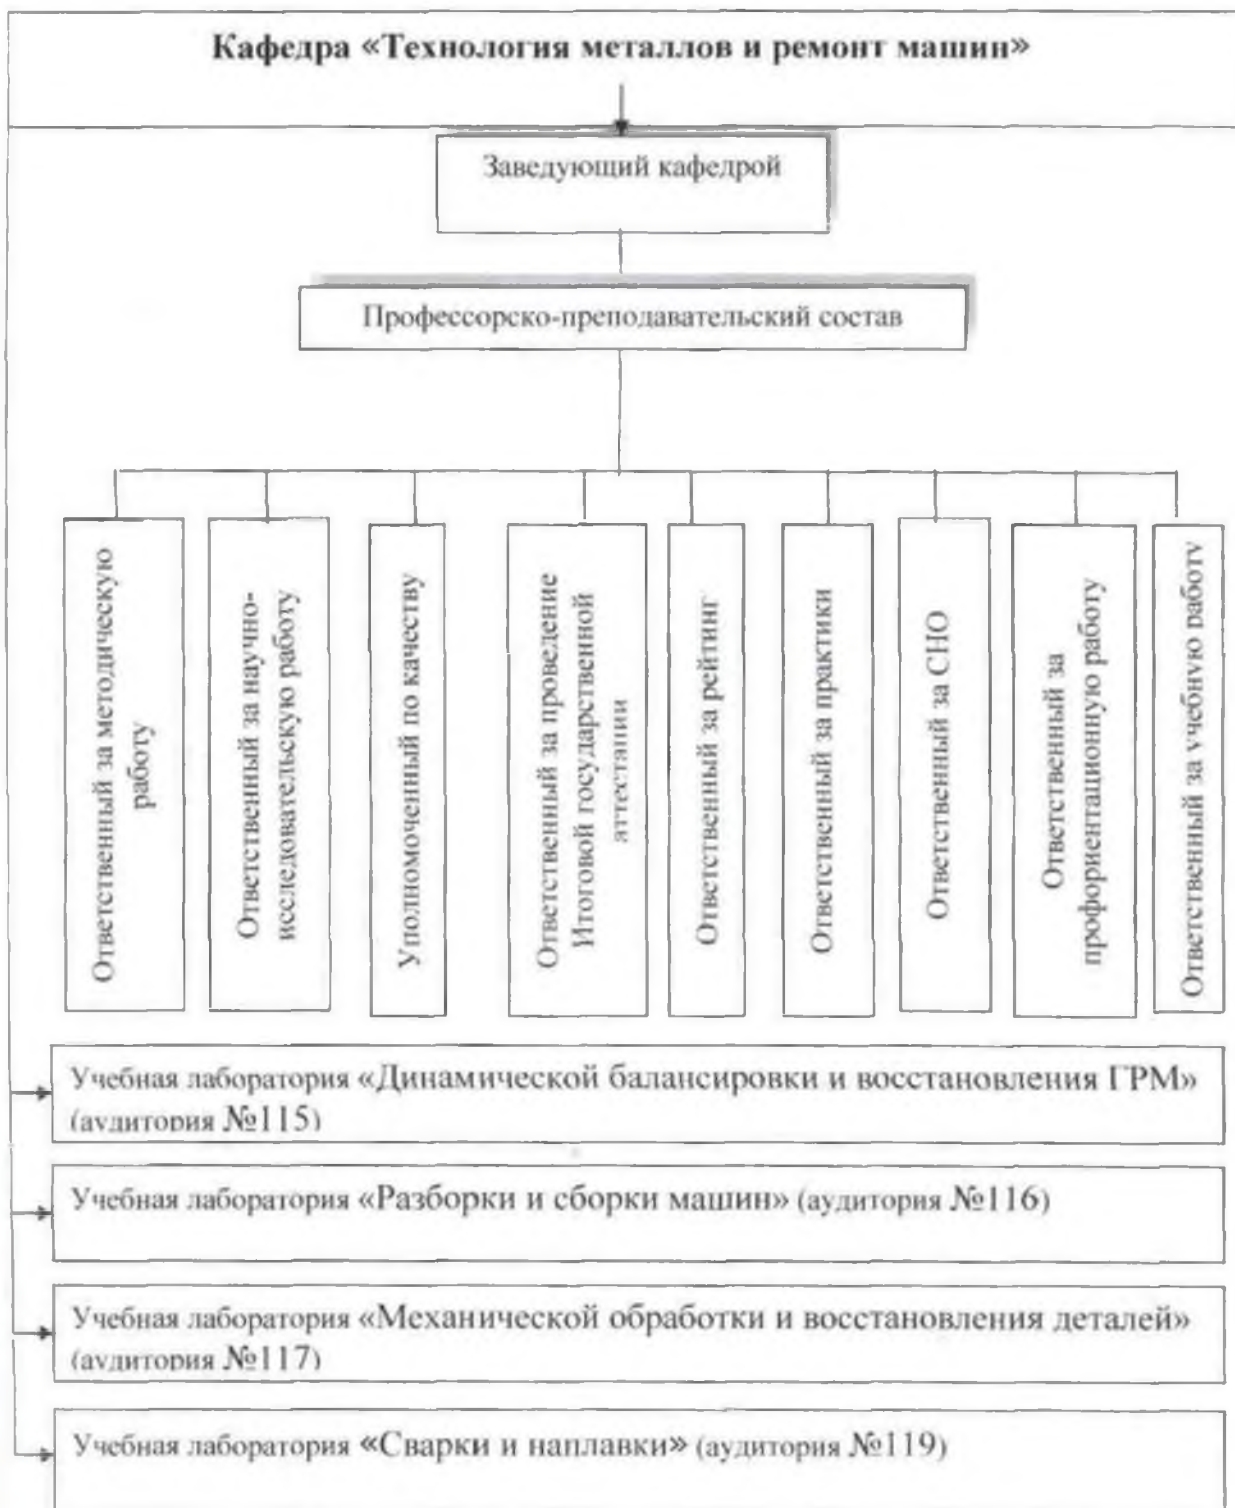 Кафедра «Технология металлов и ремонт машин»
Заведующий кафедрой
Профессорско-преподавательский состав
Ответственный за методическую
работу
Ответственный за научно-
исследовательскую работу
Уполномоченный по качеству
Ответственный за проведение
Итоговой государственной
аттестации
Ответственный за рейтинг
Ответственный за практики
Ответственный за СНО
Ответственный за
профориентационную работу
Ответственный за учебную работу
Учебная лаборатория «Динамической балансировки и восстановления ГРМ»
(аудитория №115)
Учебная лаборатория «Разборки и сборки машин» (аудитория №116)
Учебная лаборатория «Механической обработки и восстановления деталей»
(аудитория №117)
Учебная лаборатория «Сварки и наплавки» (аудитория №119)